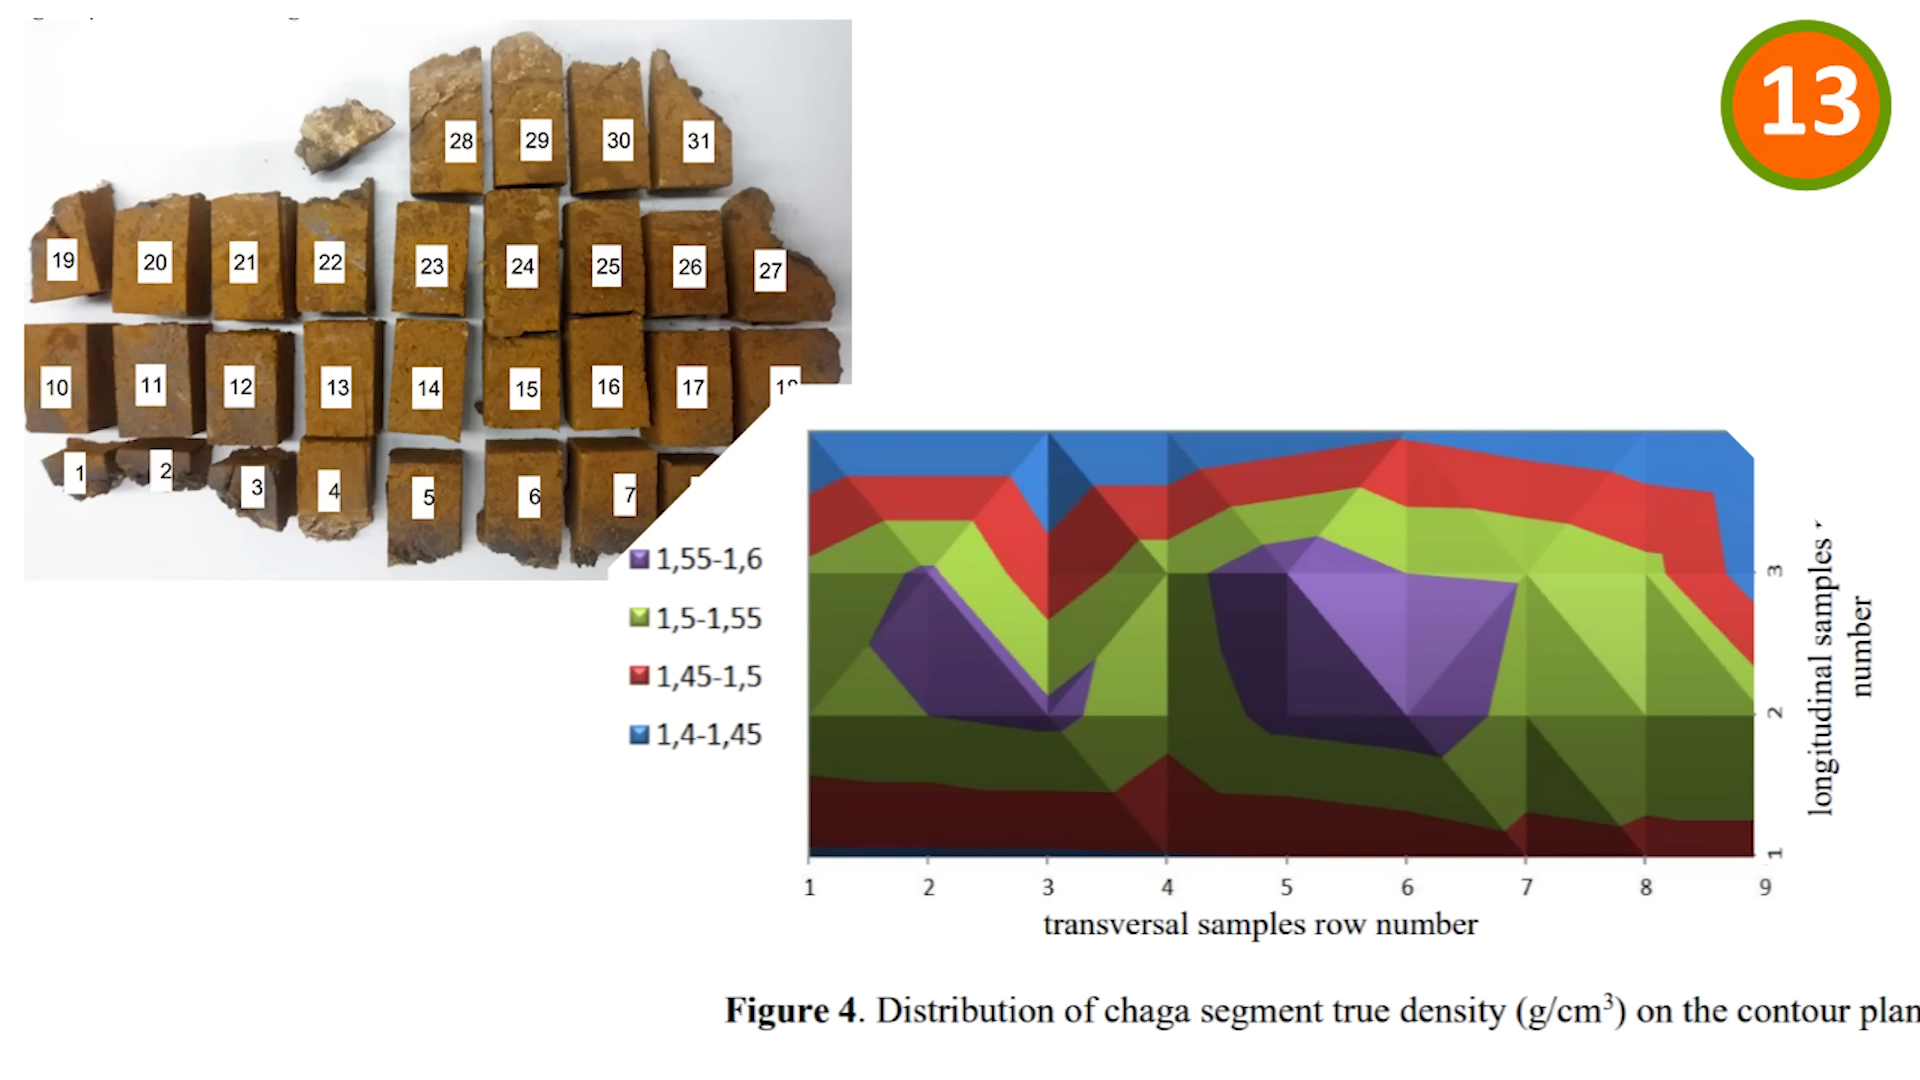 13
28 29 30 31
19 20 21 22 23 24 25 26 27
10 11 12 13 14 15 16 17
1 2 3 4 5 6 7
1,55-1,6
1,5-1,55
1,45-1,5
1,4-1,45
3
2
1
longitudinal samples
number
1 2 3 4 5 6 7 8 9
transversal samples row number
Figure 4. Distribution of chaga segment true density (g/cm³) on the contour plan